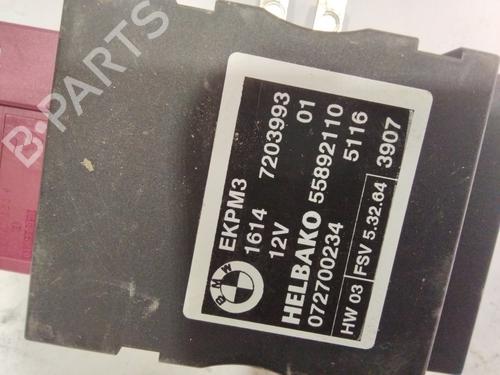 EKPM3
1614 7203993
12V 01
HELBAKO 55892110
072700234 5116
HW 03 FSV 5.32.64 3907
BMW
B-PARTS